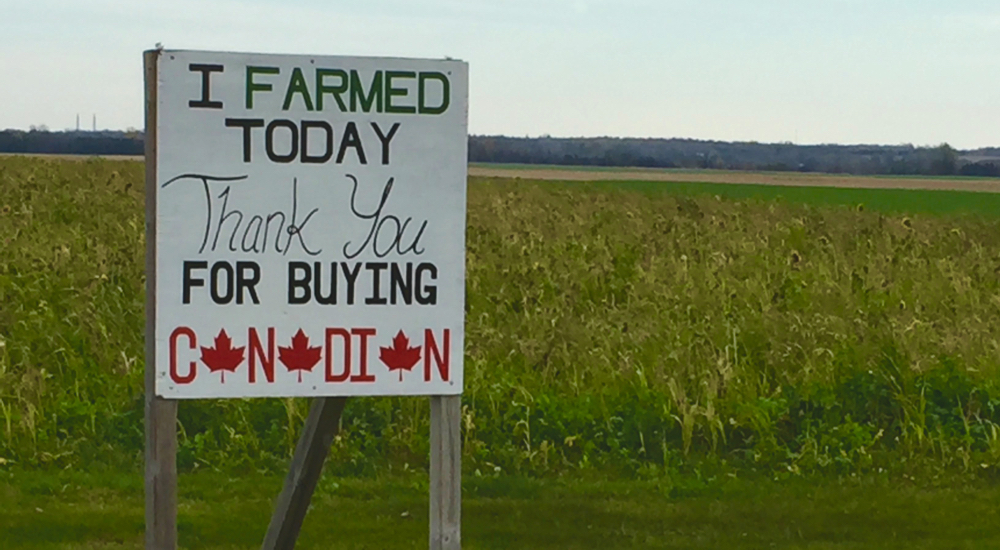 I FARMED
TODAY
Thank You
FOR BUYING
C🍁N🍁DI🍁N